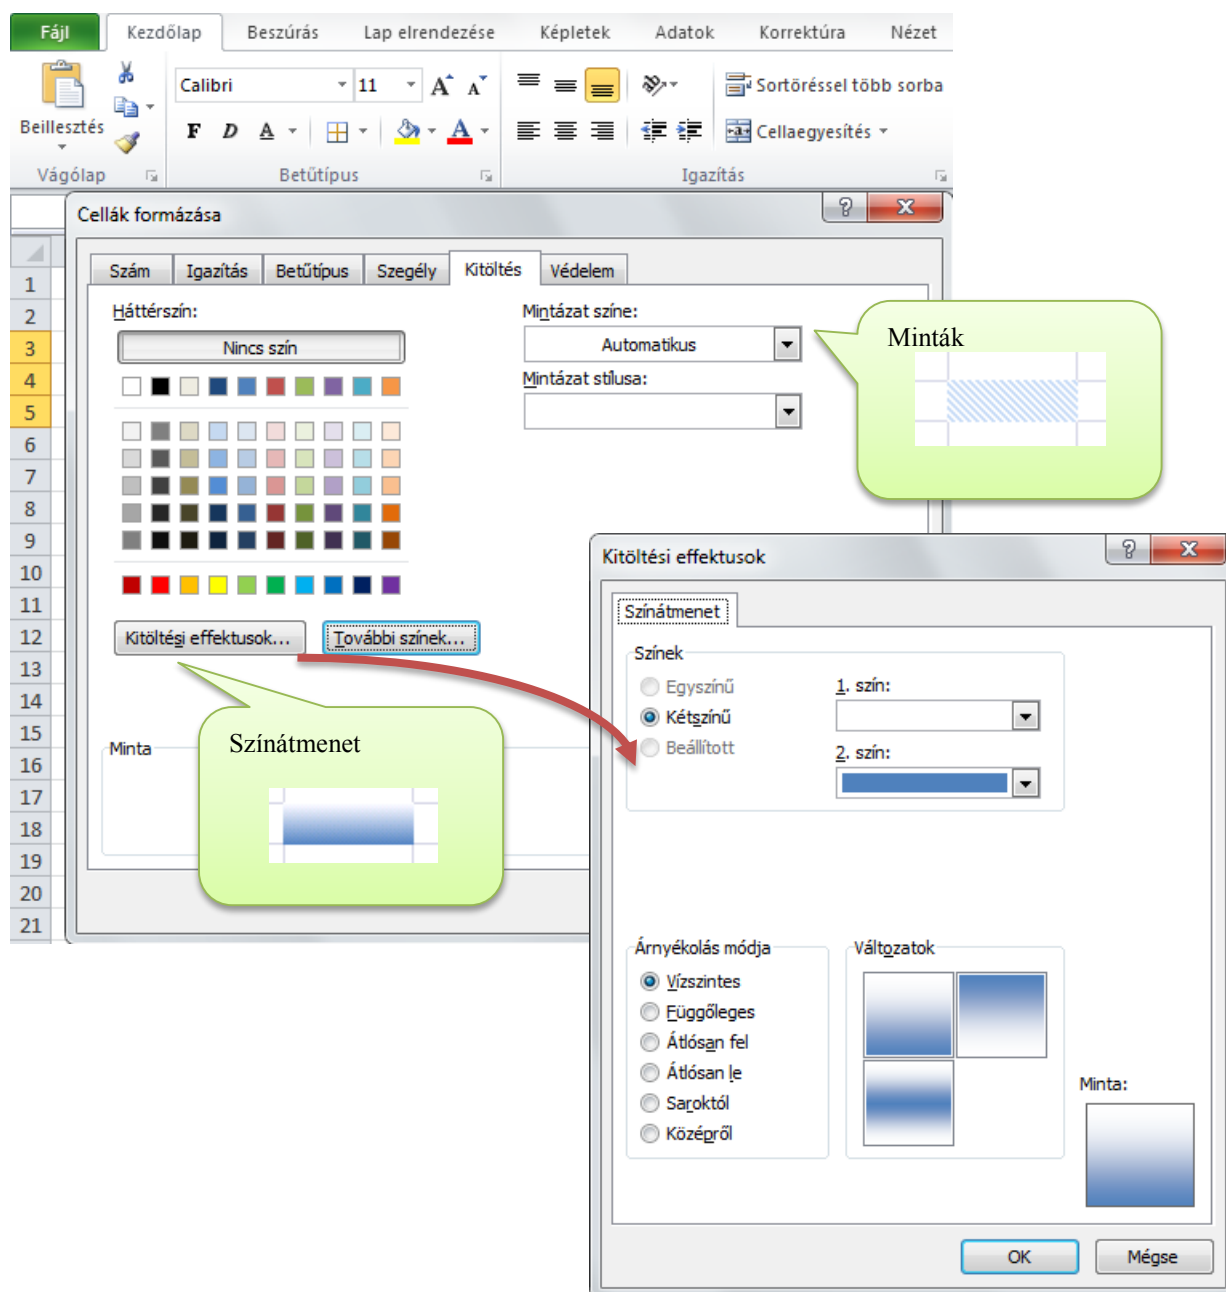 Fájl Kezdőlap Beszúrás Lap elrendezése Képletek Adatok Korrektúra Nézet
Calibri 11 A A Sortöréssel több sorba
Beillesztés F D A A Cellaegyesítés
Vágólap Betűtípus Igazítás
Cellák formázása
Szám Igazítás Betűtípus Szegély Kitöltés Védelem
Háttérszín: Mintázat színe:
Nincs szín Automatikus
Mintázat stílusa:
Minták
1
2
3
4
5
6
7
8
9
10
11
12
13
14
15
16
17
18
19
20
21
Kitöltési effektusok... További színek...
Minta
Színátmenet
Kitöltési effektusok
Színátmenet
Színek
Egyszínű 1. szín:
Kétszínű
Beállított 2. szín:
Árnyékolás módja Változatok
Vízszintes
Függőleges
Átlósan fel
Átlósan le
Saroktól
Középről
Minta:
OK Mégse